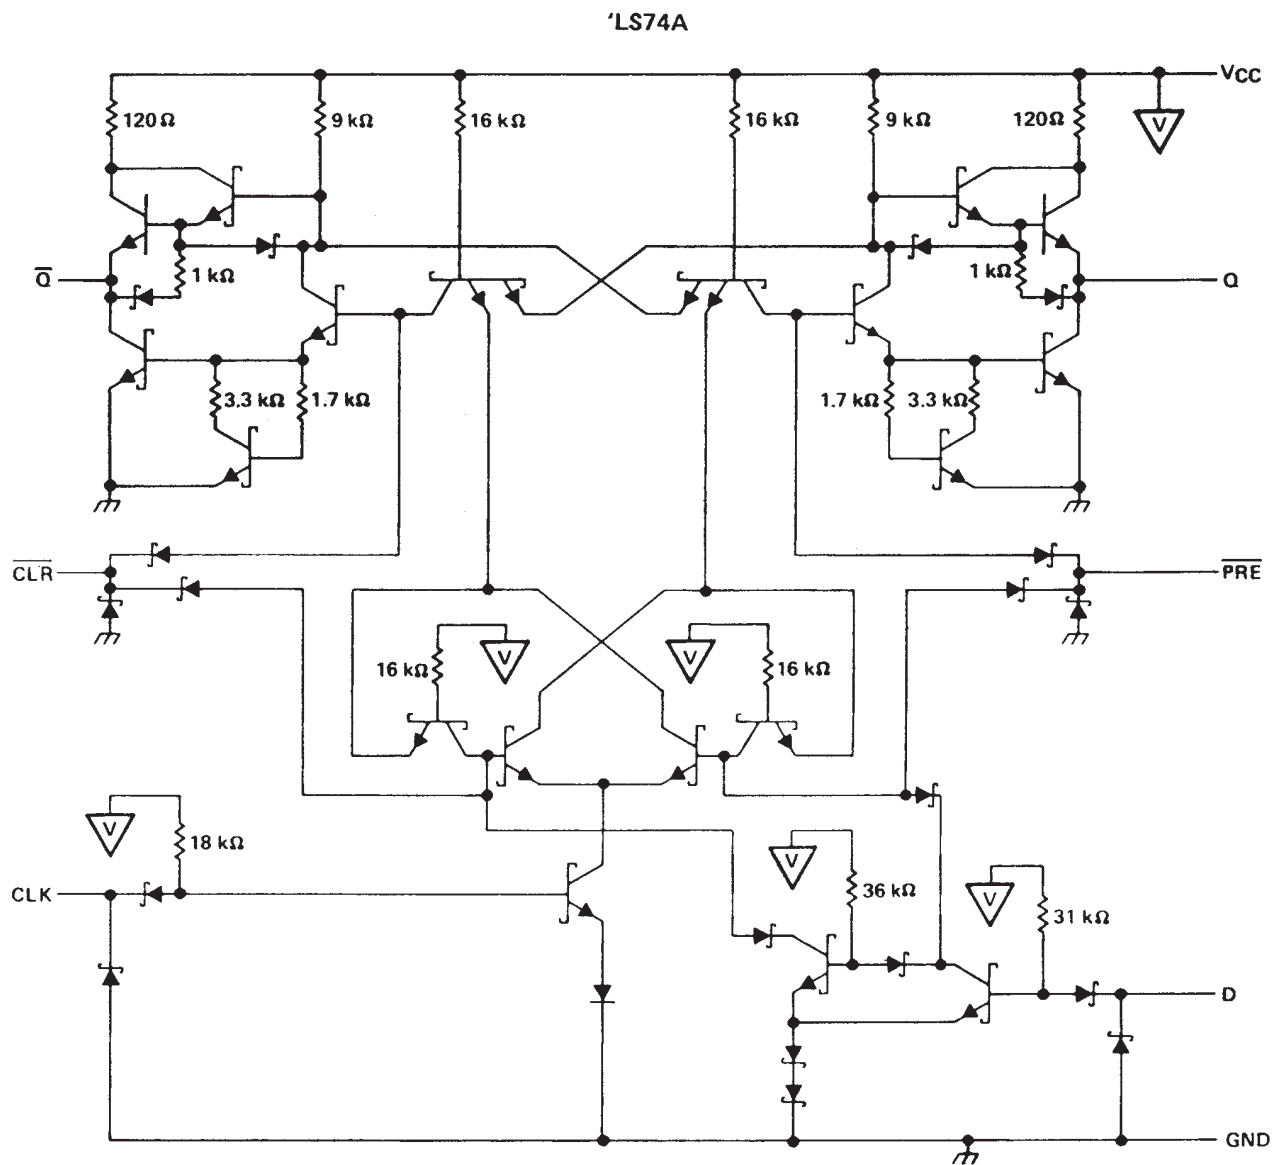 'LS74A
VCC
120Ω 9 kΩ 16 kΩ 16 kΩ 9 kΩ 120Ω V
Q 1 kΩ 1 kΩ Q
3.3 kΩ 1.7 kΩ 1.7 kΩ 3.3 kΩ
CLR PRE
V V
16 kΩ 16 kΩ
V 18 kΩ
V
CLK 36 kΩ V
31 kΩ
D
GND